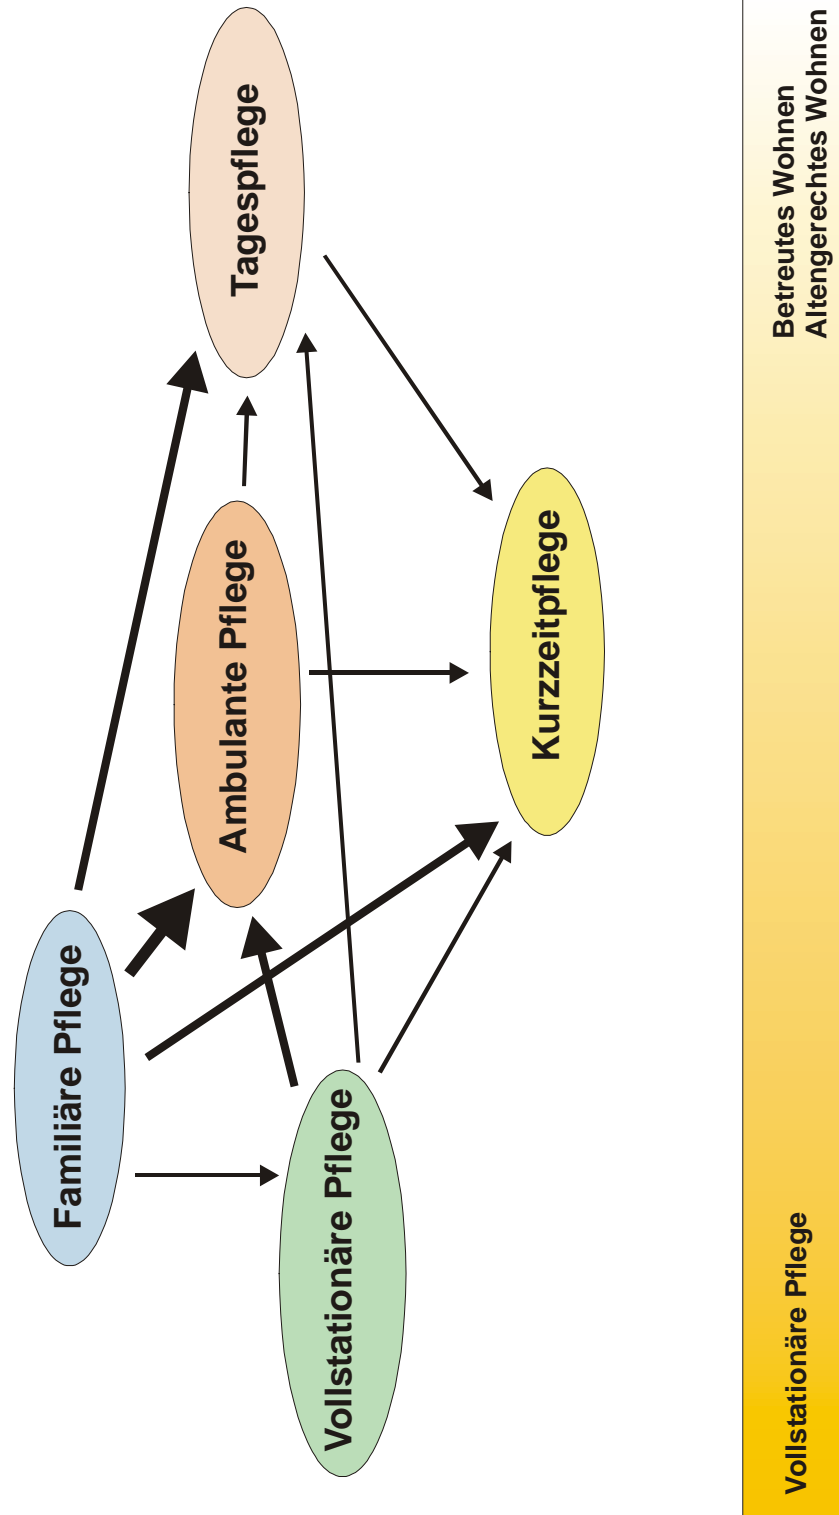 Familiäre Pflege
Vollstationäre Pflege
Ambulante Pflege
Tagespflege
Kurzzeitpflege
Vollstationäre Pflege
Betreutes Wohnen
Altengerechtes Wohnen